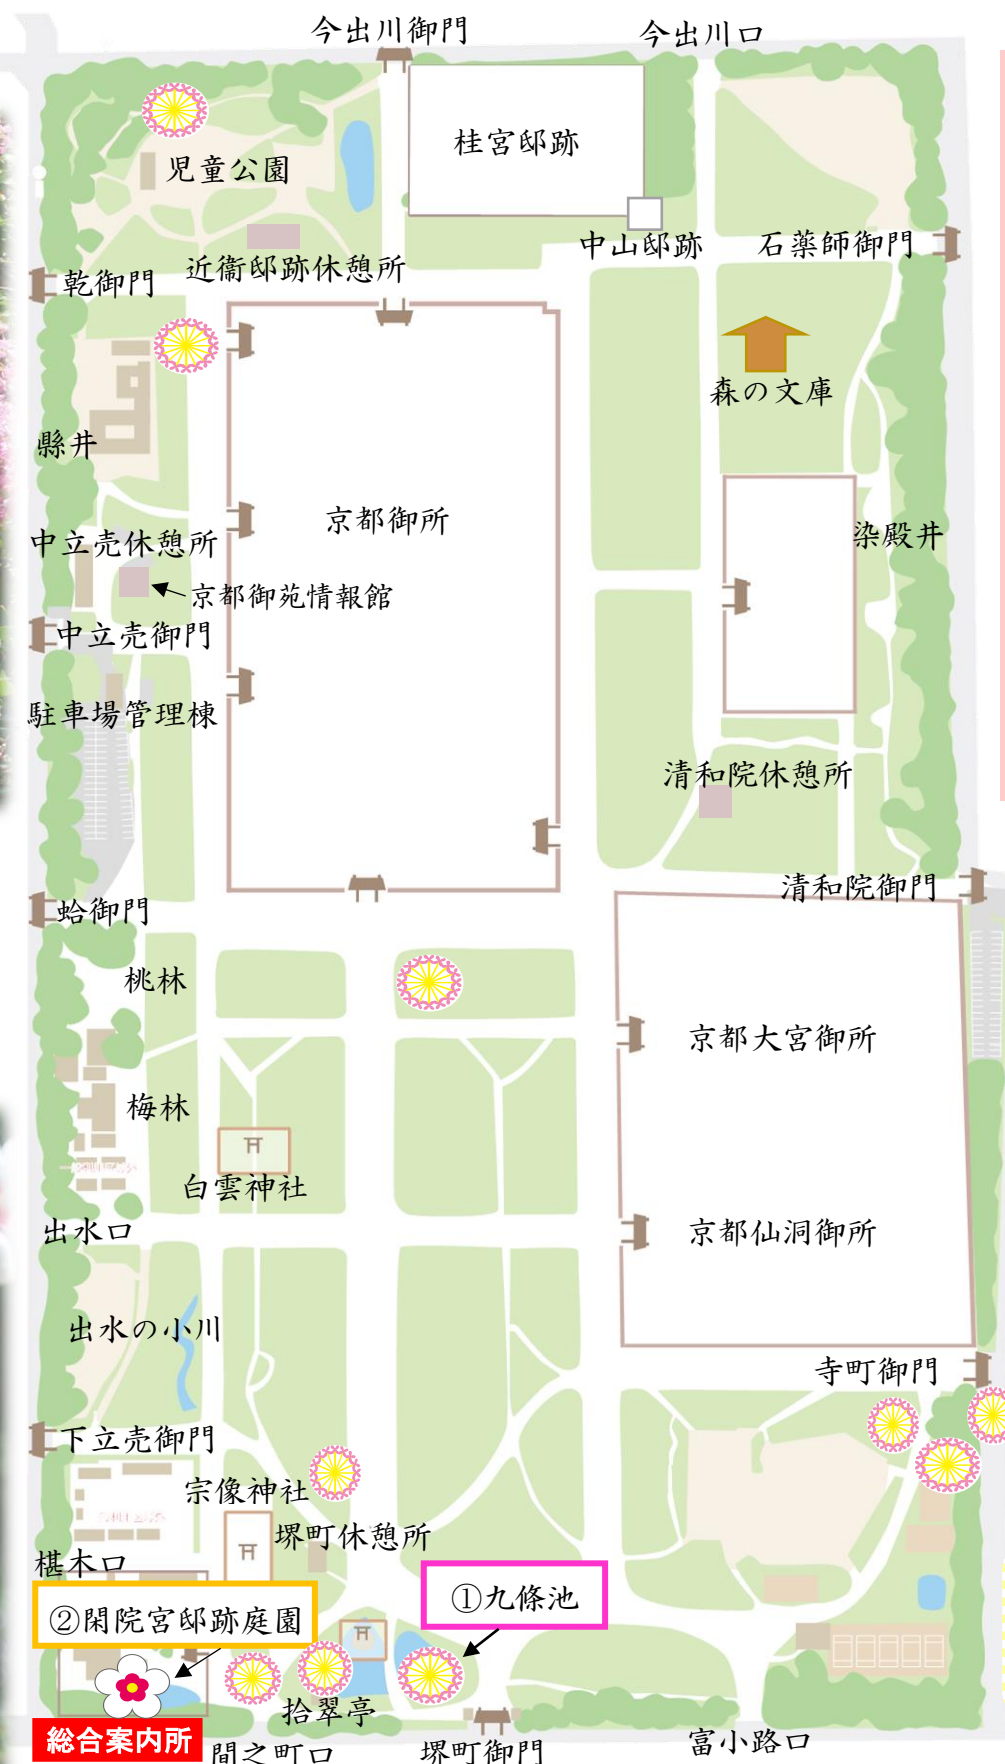 今出川御門
今出川口
桂宮邸跡
児童公園
中山邸跡
石薬師御門
近衞邸跡休憩所
乾御門
森の文庫
縣井
京都御所
中立売休憩所
染殿井
京都御苑情報館
中立売御門
駐車場管理棟
清和院休憩所
清和院御門
蛤御門
桃林
京都大宮御所
梅林
白雲神社
出水口
京都仙洞御所
出水の小川
寺町御門
下立売御門
宗像神社
堺町休憩所
椹木口
①九條池
②閑院宮邸跡庭園
拾翠亭
総合案内所
間之町口
堺町御門
富小路口